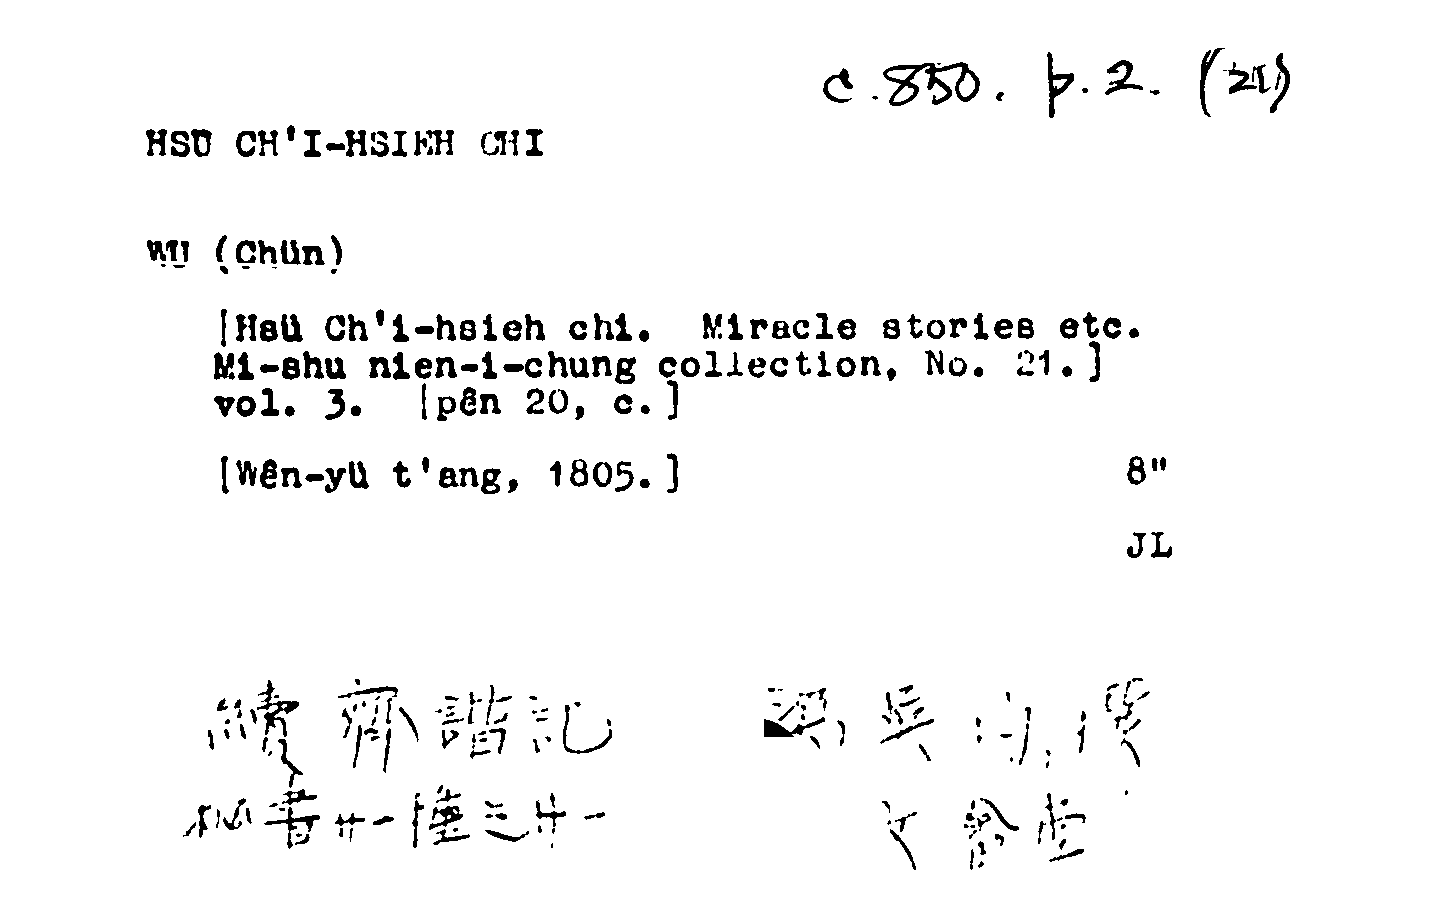 c.850. p.2. (21)
HSÜ CH'I-HSIEH CHI
WU (Chün)
[Hsü Ch'i-hsieh chi. Miracle stories etc.
Mi-shu nien-i-chung collection, No. 21.]
vol. 3. [pên 20, c.]
[Wên-yü t'ang, 1805.] 8"
JL
續齊諧記 吳均撰
秘書廿一種之廿一 文堂